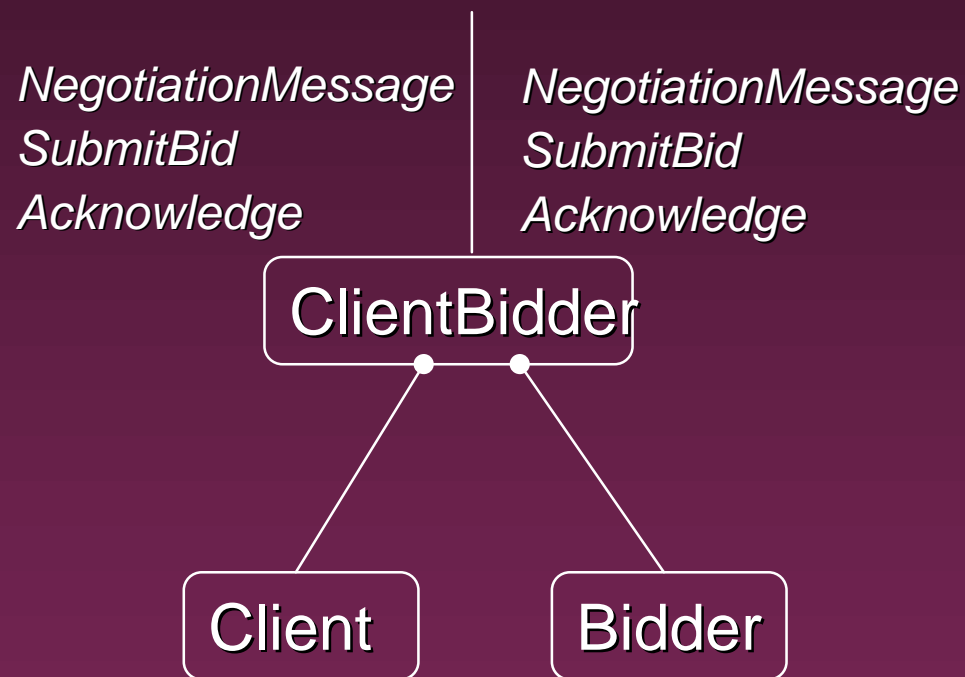 NegotiationMessage
SubmitBid
Acknowledge
NegotiationMessage
SubmitBid
Acknowledge
ClientBidder
Client
Bidder